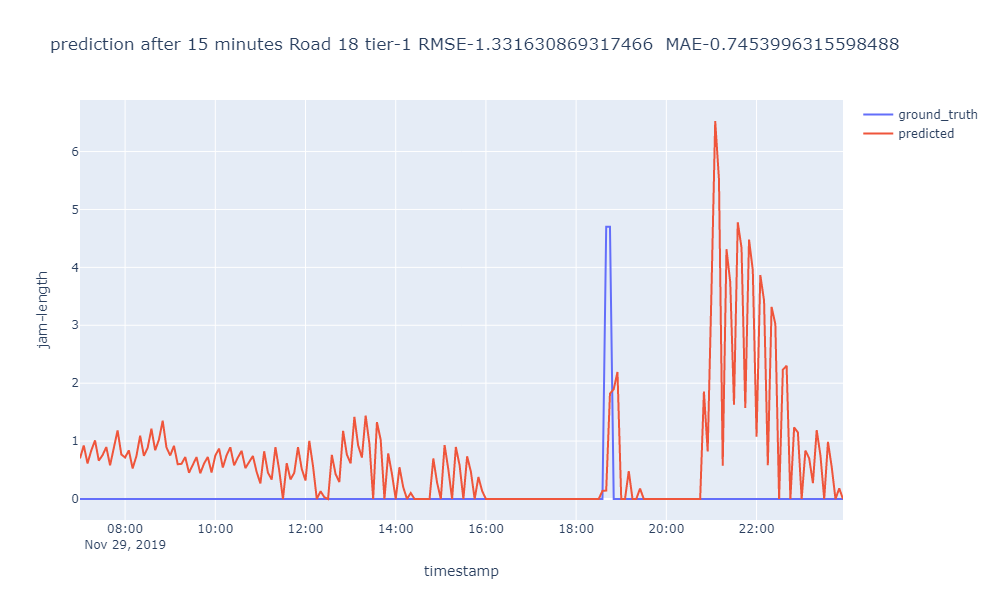 prediction after 15 minutes Road 18 tier-1 RMSE-1.331630869317466  MAE-0.7453996315598488
ground_truth
predicted
6
5
4
3
2
1
0
jam-length
08:00 10:00 12:00 14:00 16:00 18:00 20:00 22:00
Nov 29, 2019
timestamp